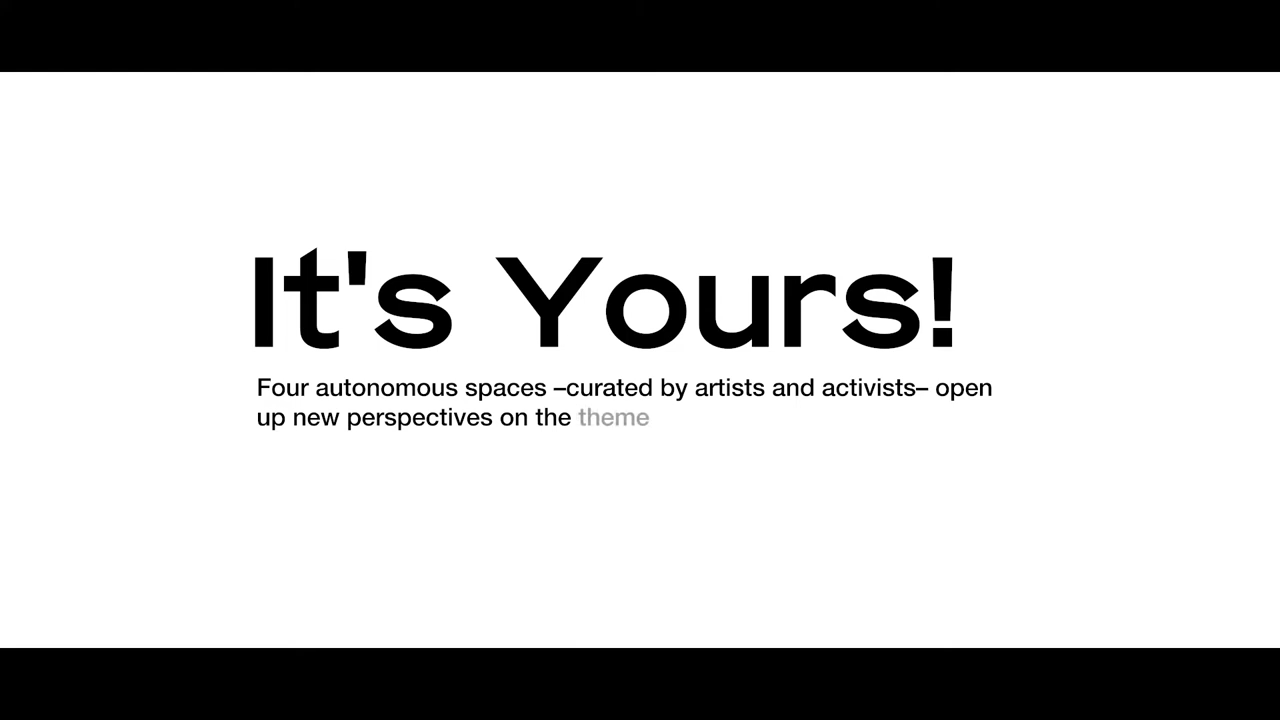 It's Yours!
Four autonomous spaces –curated by artists and activists– open
up new perspectives on the theme